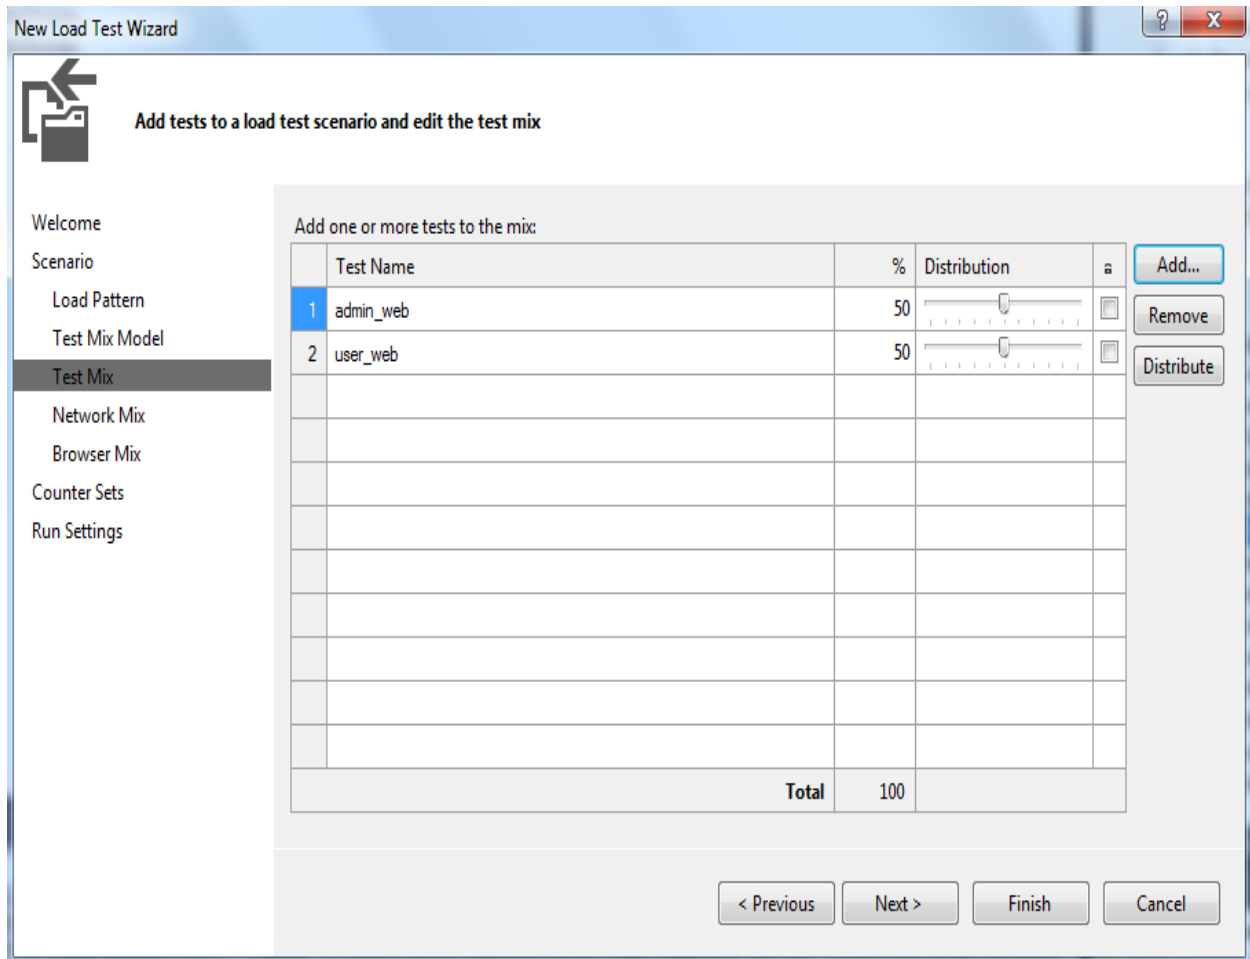 New Load Test Wizard
?
X
Add tests to a load test scenario and edit the test mix
Welcome
Scenario
Load Pattern
Test Mix Model
Test Mix
Network Mix
Browser Mix
Counter Sets
Run Settings
Add one or more tests to the mix:
Test Name % Distribution
1 admin_web 50
2 user_web 50
Total 100
Add...
Remove
Distribute
< Previous
Next >
Finish
Cancel